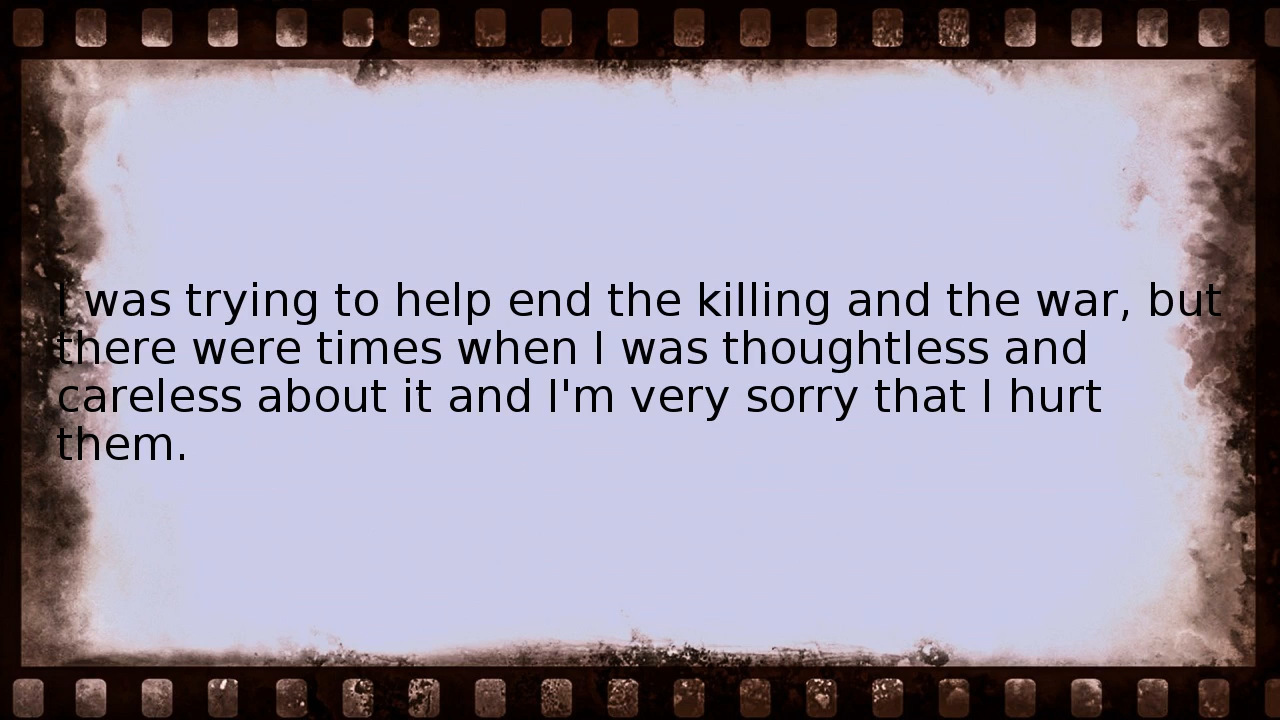 I was trying to help end the killing and the war, but
there were times when I was thoughtless and
careless about it and I'm very sorry that I hurt
them.